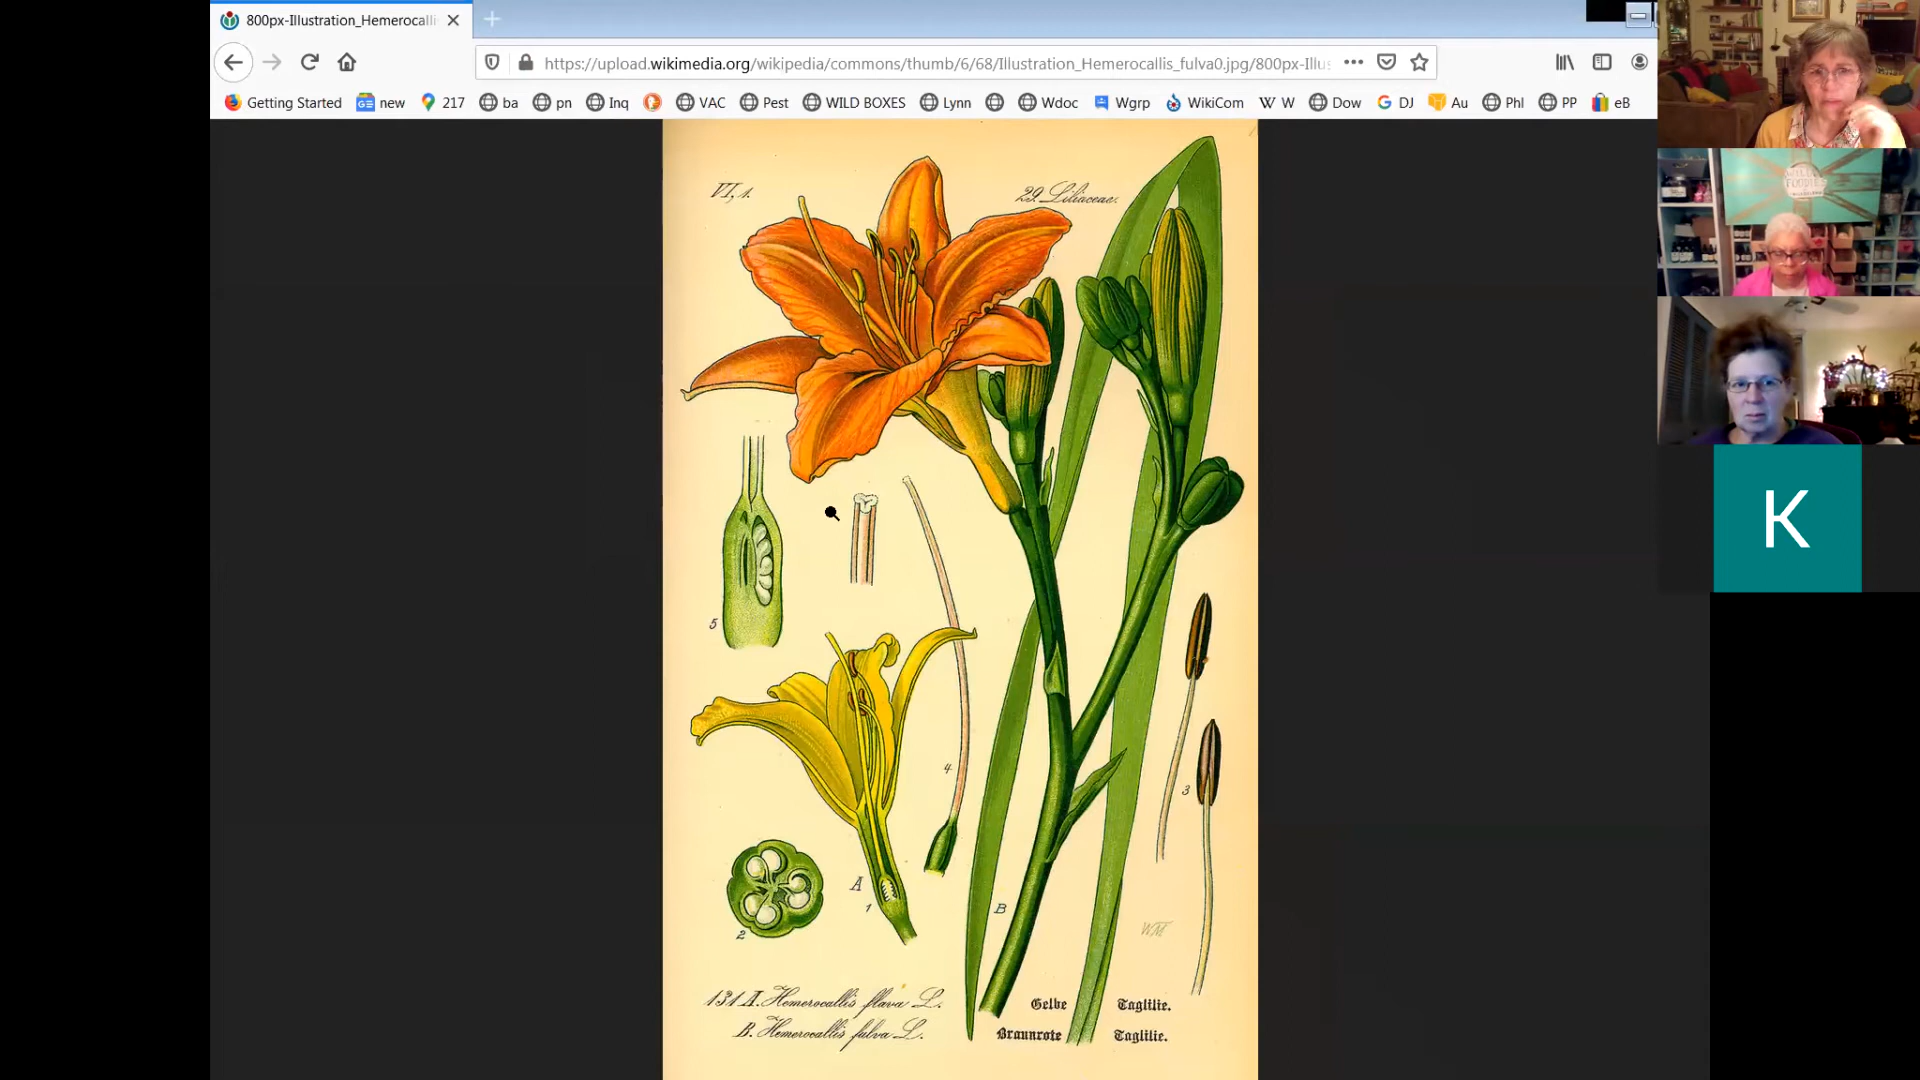 800px-Illustration_Hemerocalli
https://upload.wikimedia.org/wikipedia/commons/thumb/6/68/Illustration_Hemerocallis_fulva0.jpg/800px-Illus
Getting Started new 217 ba pn Inq VAC Pest WILD BOXES Lynn Wdoc Wgrp WikiCom W W Dow G DJ Au Phl PP eB
VI, 1.
29. Liliaceae.
K
5
4
3
A
1
B
2
WM
131 A. Hemerocallis flava L.
Gelbe Taglilie.
B. Hemerocallis fulva L.
Braunrote Taglilie.